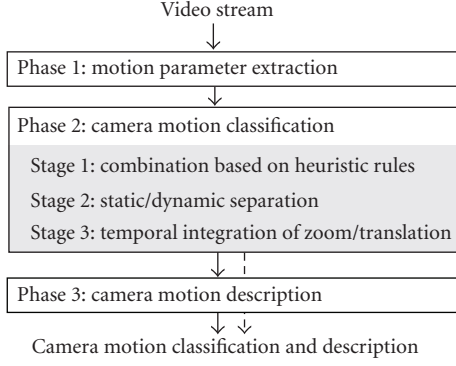 Video stream
Phase 1: motion parameter extraction
Phase 2: camera motion classification
Stage 1: combination based on heuristic rules
Stage 2: static/dynamic separation
Stage 3: temporal integration of zoom/translation
Phase 3: camera motion description
Camera motion classification and description